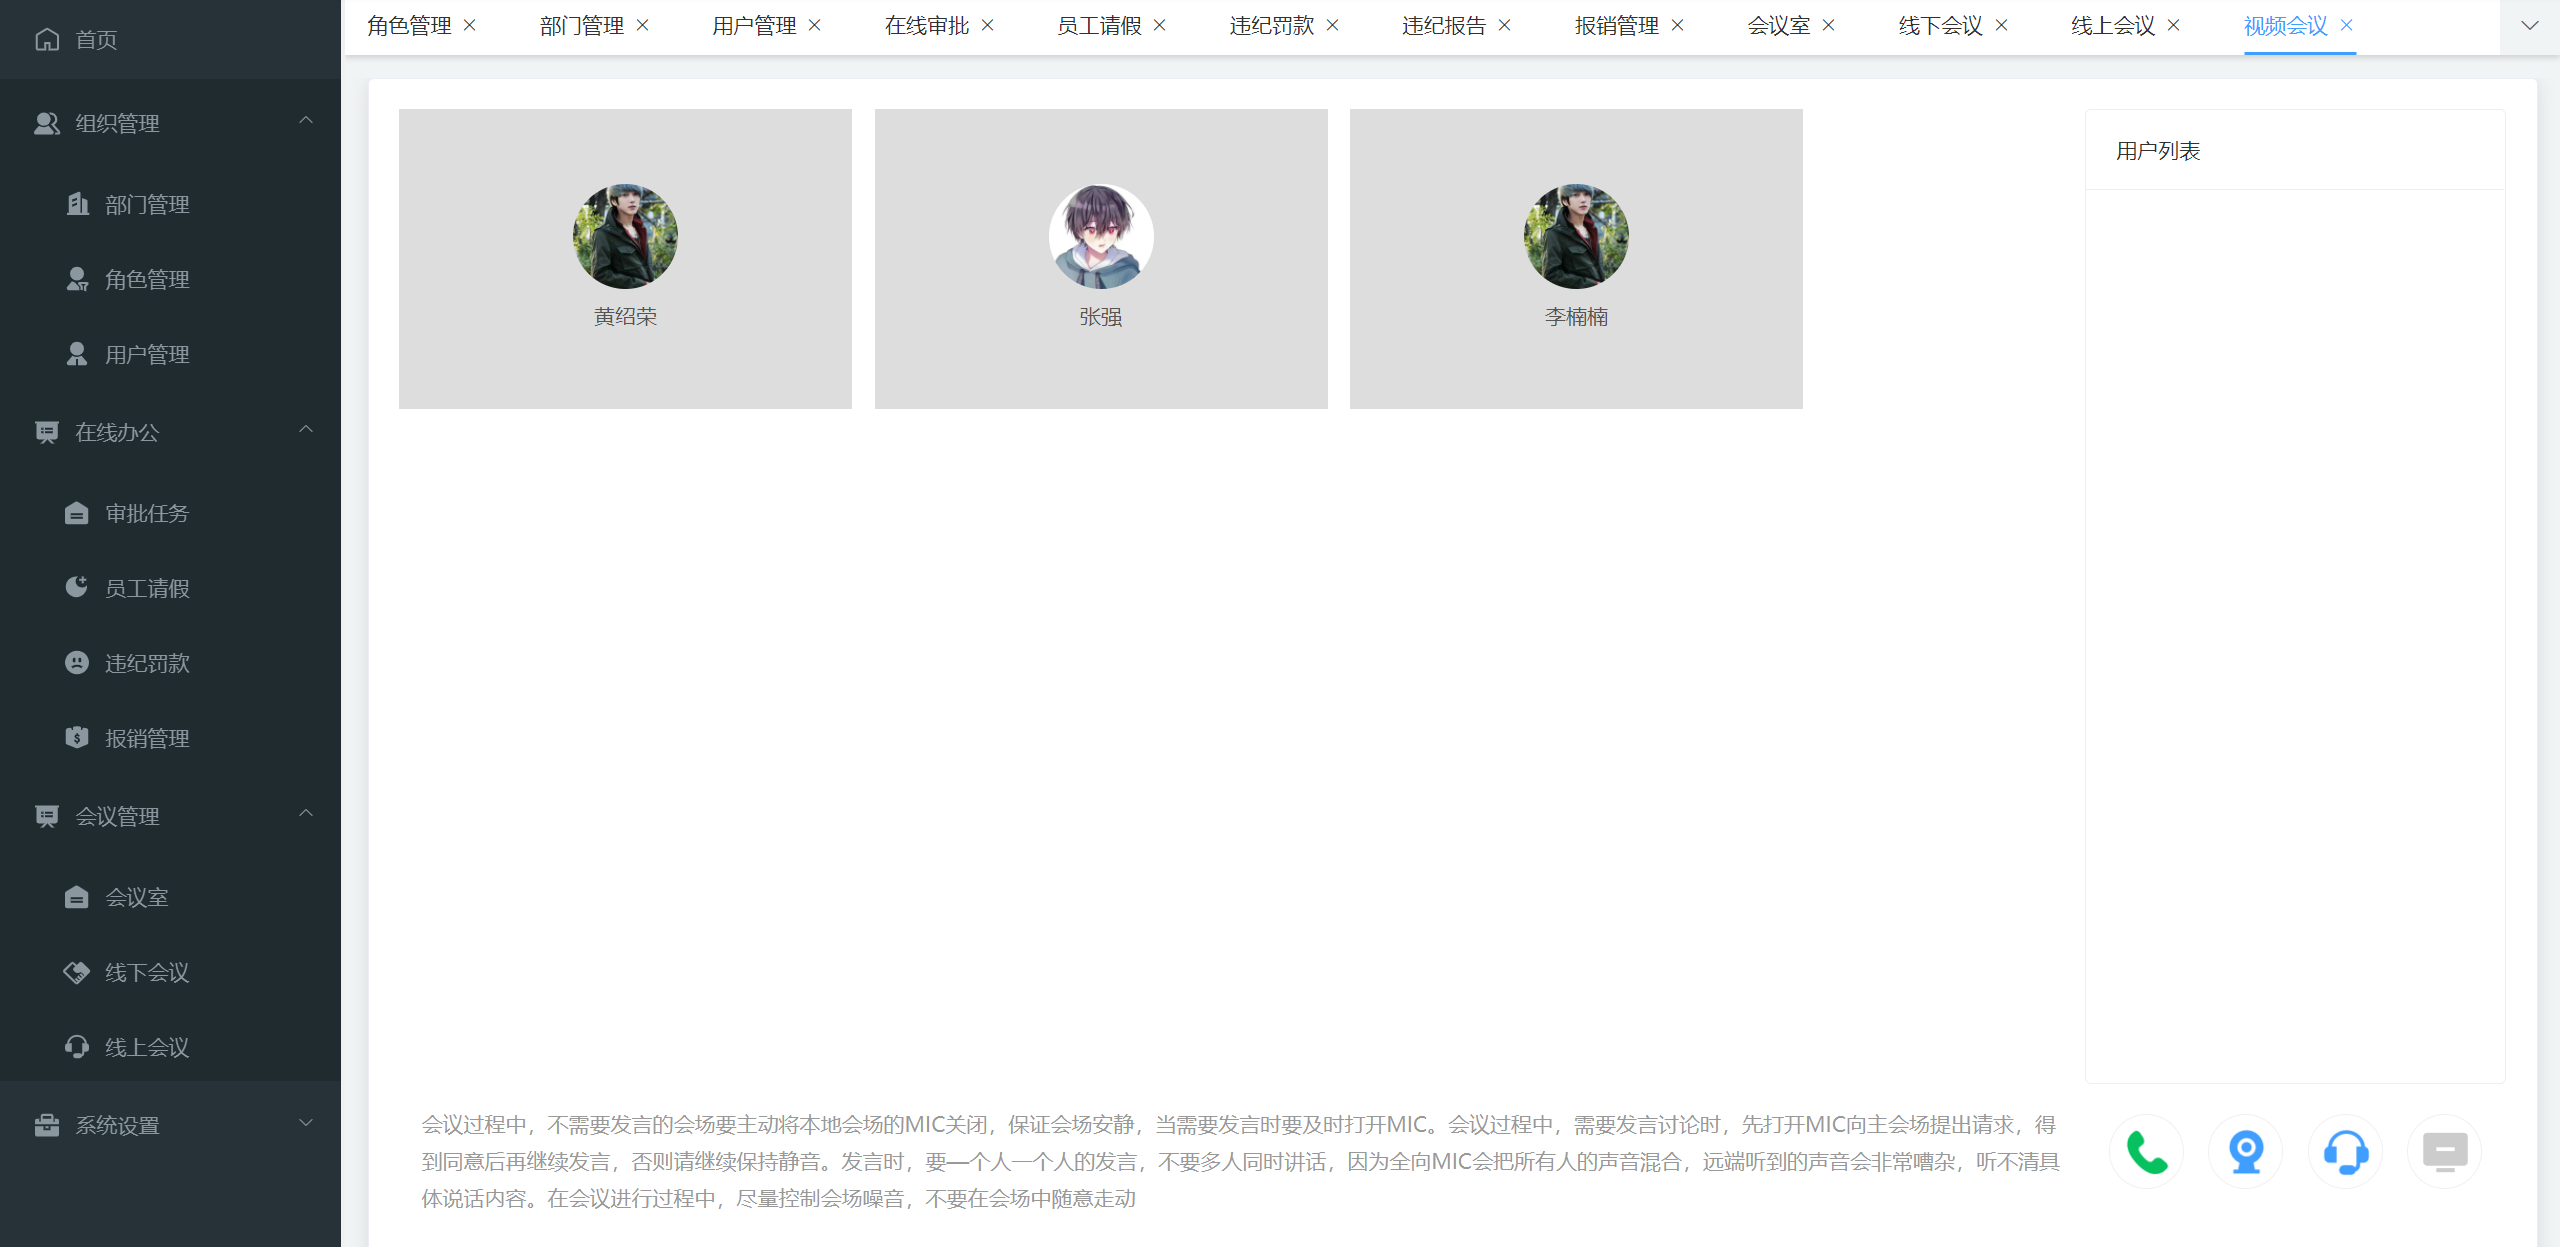 首页
组织管理
部门管理
角色管理
用户管理
在线办公
审批任务
员工请假
违纪罚款
报销管理
会议管理
会议室
线下会议
线上会议
系统设置
角色管理 部门管理 用户管理 在线审批 员工请假 违纪罚款 违纪报告 报销管理 会议室 线下会议 线上会议 视频会议
黄绍荣
张强
李楠楠
用户列表
会议过程中，不需要发言的会场要主动将本地会场的MIC关闭，保证会场安静，当需要发言时要及时打开MIC。会议过程中，需要发言讨论时，先打开MIC向主会场提出请求，得
到同意后再继续发言，否则请继续保持静音。发言时，要一个人一个人的发言，不要多人同时讲话，因为全向MIC会把所有人的声音混合，远端听到的声音会非常嘈杂，听不清具
体说话内容。在会议进行过程中，尽量控制会场噪音，不要在会场中随意走动